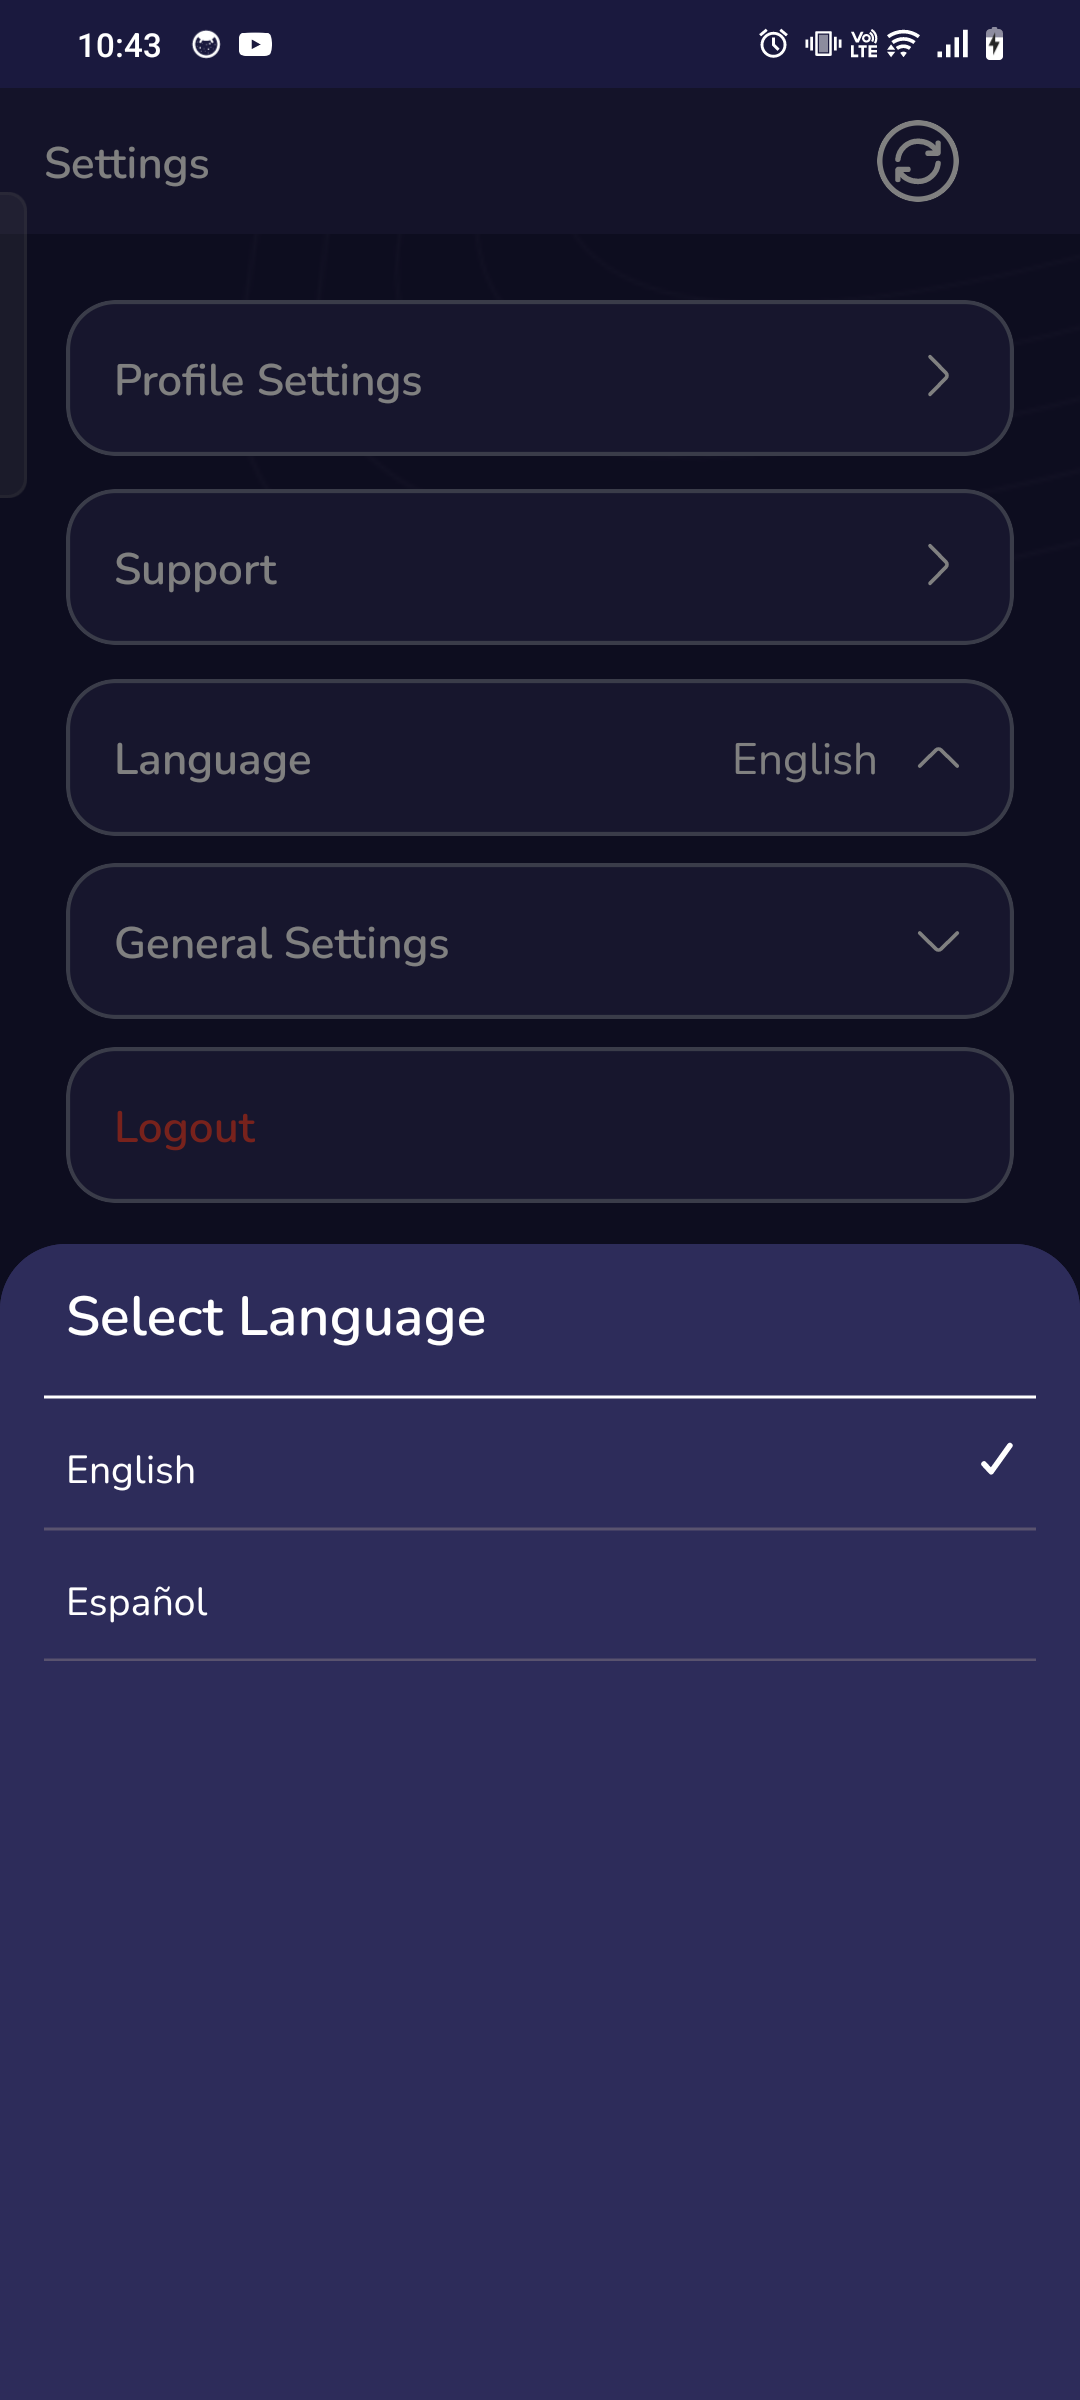 10:43
Vo LTE
Settings
Profile Settings
Support
Language English
General Settings
Logout
Select Language
English
Español